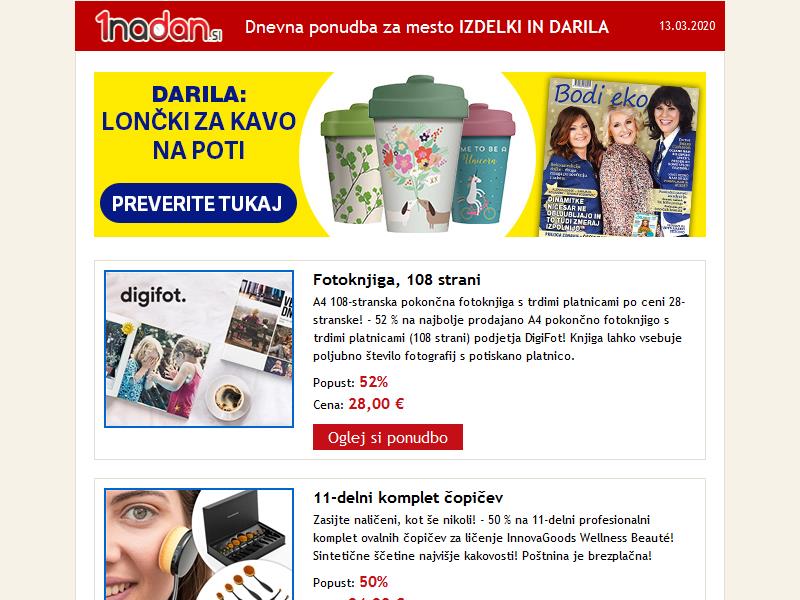 1nadan.si
Dnevna ponudba za mesto IZDELKI IN DARILA
13.03.2020
DARILA:
LONČKI ZA KAVO
NA POTI
PREVERITE TUKAJ
ME TO BE A
Unicorn
Bodi eko
DINAMITKE
NIČESAR NE
OBLJUBLJAJO IN
TO TUDI ZMERAJ
IZPOLNIJO
digifot.
Fotoknjiga, 108 strani
A4 108-stranska pokončna fotoknjiga s trdimi platnicami po ceni 28-
stranske! - 52 % na najbolje prodajano A4 pokončno fotoknjigo s
trdimi platnicami (108 strani) podjetja DigiFot! Knjiga lahko vsebuje
poljubno število fotografij s potiskano platnico.
Popust: 52%
Cena: 28,00 €
Oglej si ponudbo
11-delni komplet čopičev
Zasijte naličeni, kot še nikoli! - 50 % na 11-delni profesionalni
komplet ovalnih čopičev za ličenje InnovaGoods Wellness Beauté!
Sintetične ščetine najvišje kakovosti! Poštnina je brezplačna!
Popust: 50%